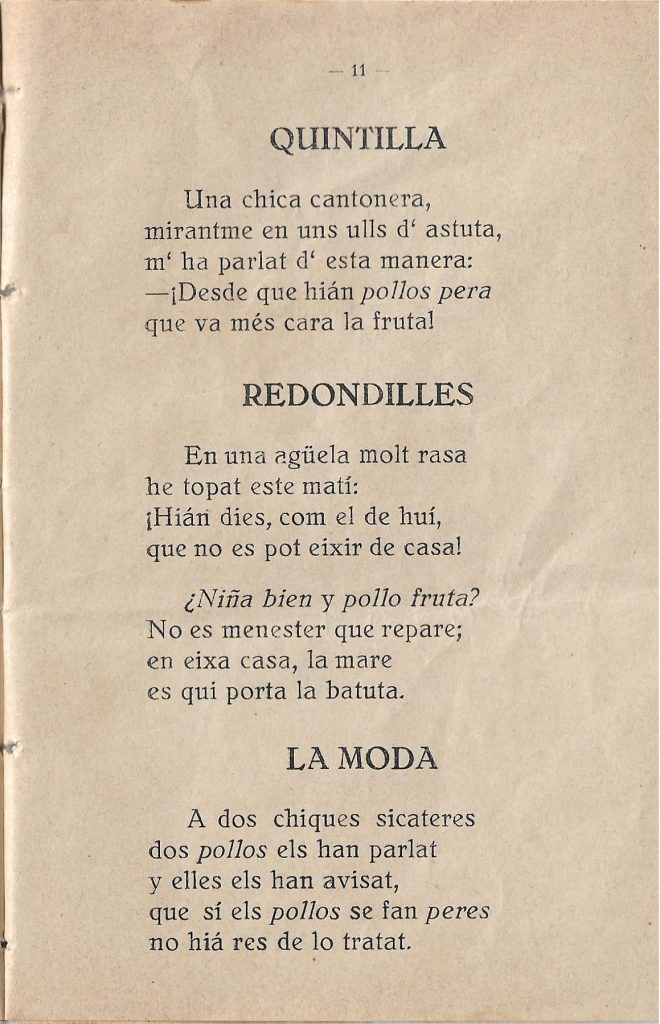 — 11 —
QUINTILLA
Una chica cantonera,
mirantme en uns ulls d‘ astuta,
m‘ ha parlat d‘ esta manera:
—¡Desde que hián pollos pera
que va més cara la fruta!
REDONDILLES
En una agüela molt rasa
he topat este matí:
¡Hián dies, com el de huí,
que no es pot eixir de casa!
¿Niña bien y pollo fruta?
No es menester que repare;
en eixa casa, la mare
es qui porta la batuta.
LA MODA
A dos chiques sicateres
dos pollos els han parlat
y elles els han avisat,
que sí els pollos se fan peres
no hiá res de lo tratat.